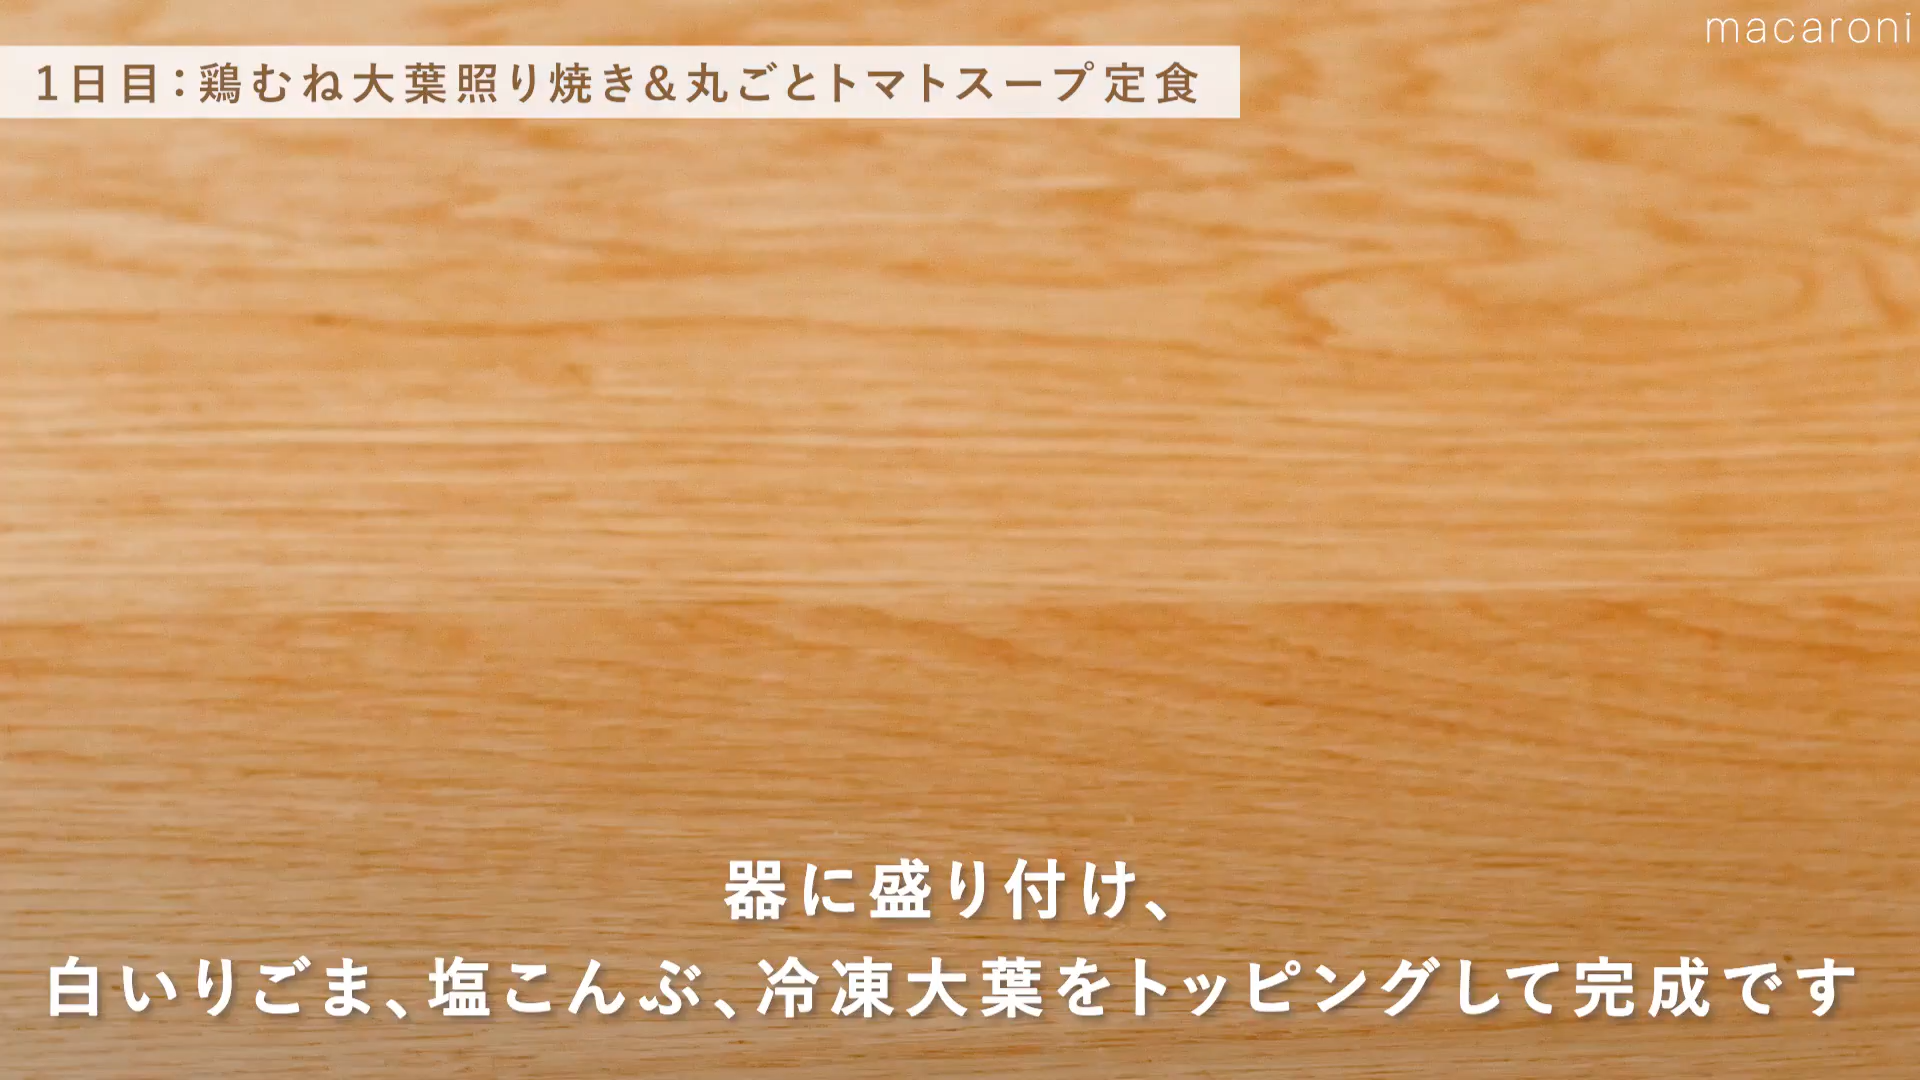 macaroni
1日目：鶏むね大葉照り焼き&丸ごとトマトスープ定食
器に盛り付け、
白いりごま、塩こんぶ、冷凍大葉をトッピングして完成です